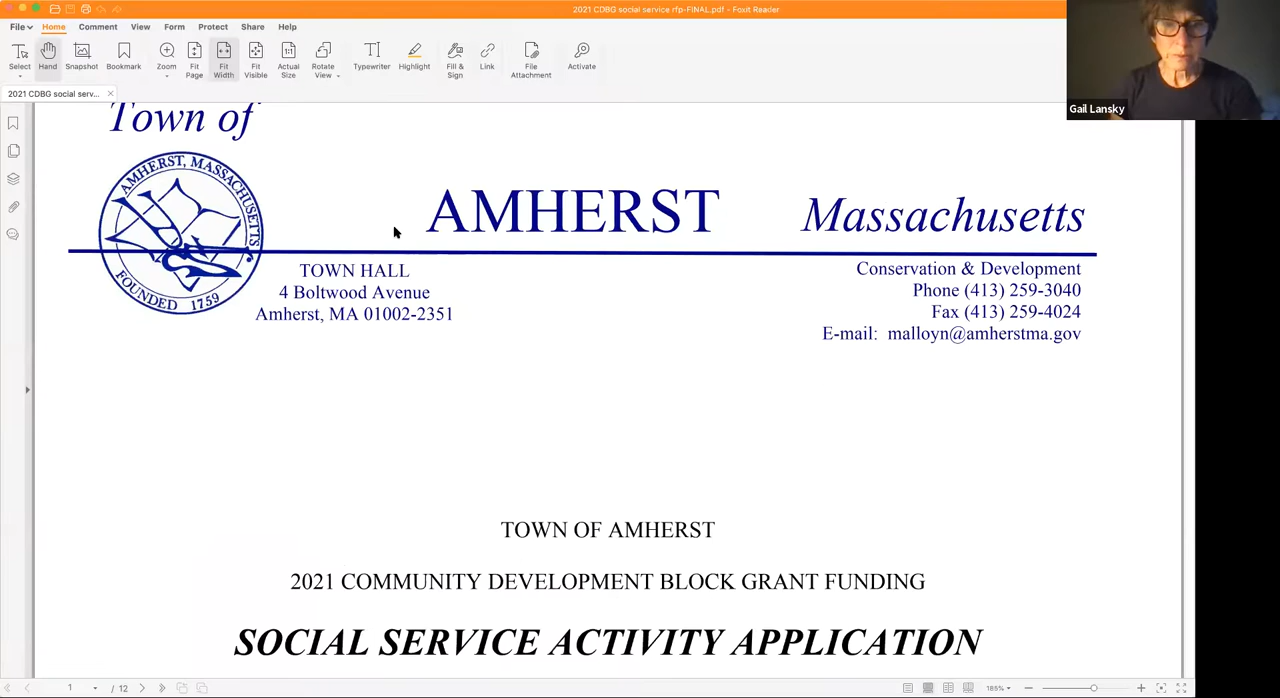 2021 CDBG social service rfp-FINAL.pdf - Foxit Reader
File Home Comment View Form Protect Share Help
Select Hand Snapshot Bookmark Zoom Fit Page Fit Width Fit Visible Actual Size Rotate View Typewriter Highlight Fill & Sign Link File Attachment Activate
Gail Lansky
2021 CDBG social serv...
Town of
AMHERST, MASSACHUSETTS
FOUNDED 1759
AMHERST Massachusetts
TOWN HALL
4 Boltwood Avenue
Amherst, MA 01002-2351
Conservation & Development
Phone (413) 259-3040
Fax (413) 259-4024
E-mail: malloyn@amherstma.gov
TOWN OF AMHERST
2021 COMMUNITY DEVELOPMENT BLOCK GRANT FUNDING
SOCIAL SERVICE ACTIVITY APPLICATION
1 / 12 185%